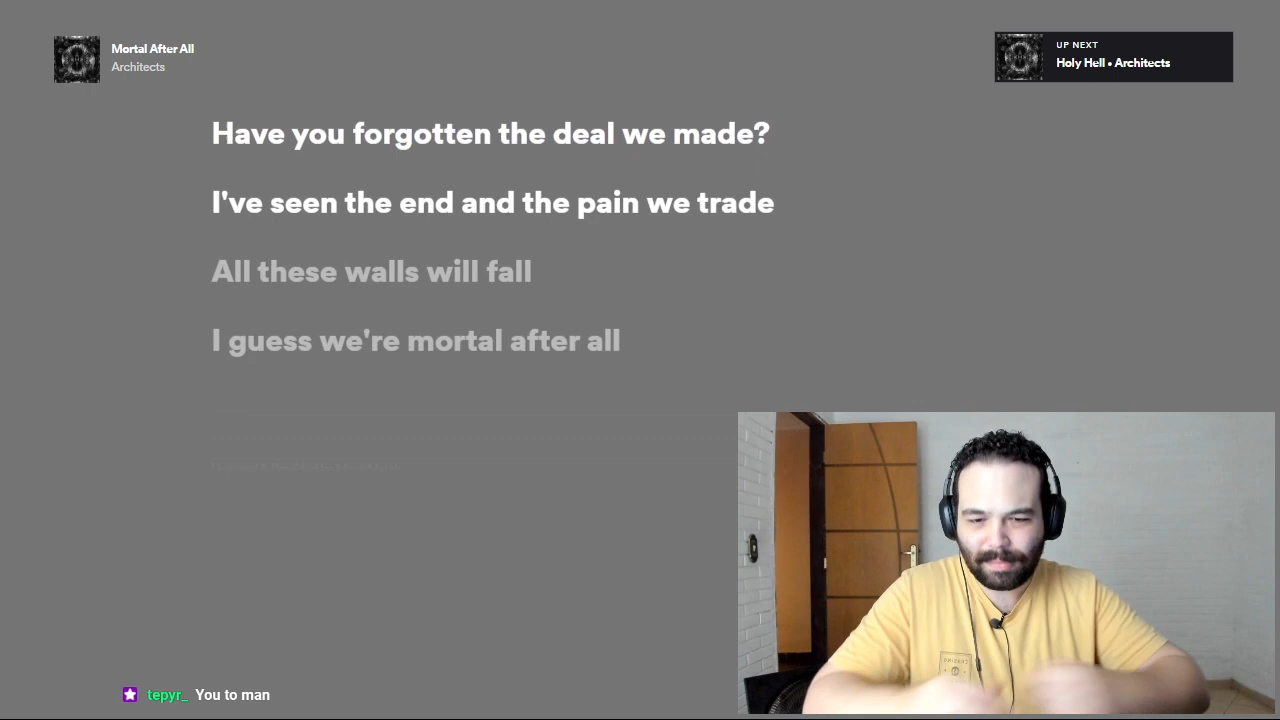 Mortal After All
Architects
UP NEXT
Holy Hell • Architects
Have you forgotten the deal we made?
I've seen the end and the pain we trade
All these walls will fall
I guess we're mortal after all
tepyr_ You to man